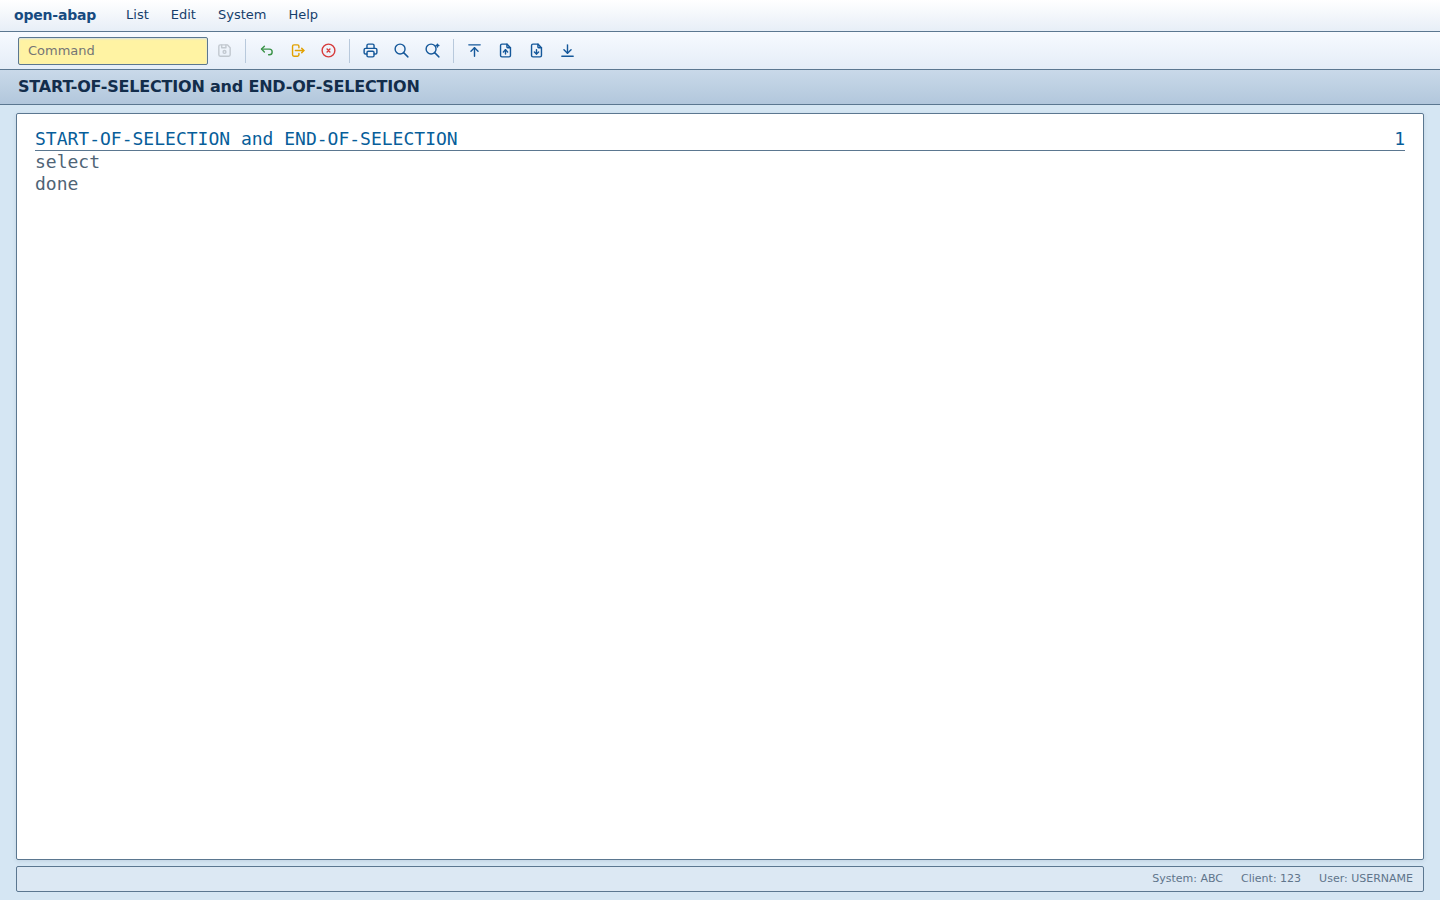 open-abap List Edit System Help
Command
START-OF-SELECTION and END-OF-SELECTION
START-OF-SELECTION and END-OF-SELECTION 1
select
done
System: ABC Client: 123 User: USERNAME